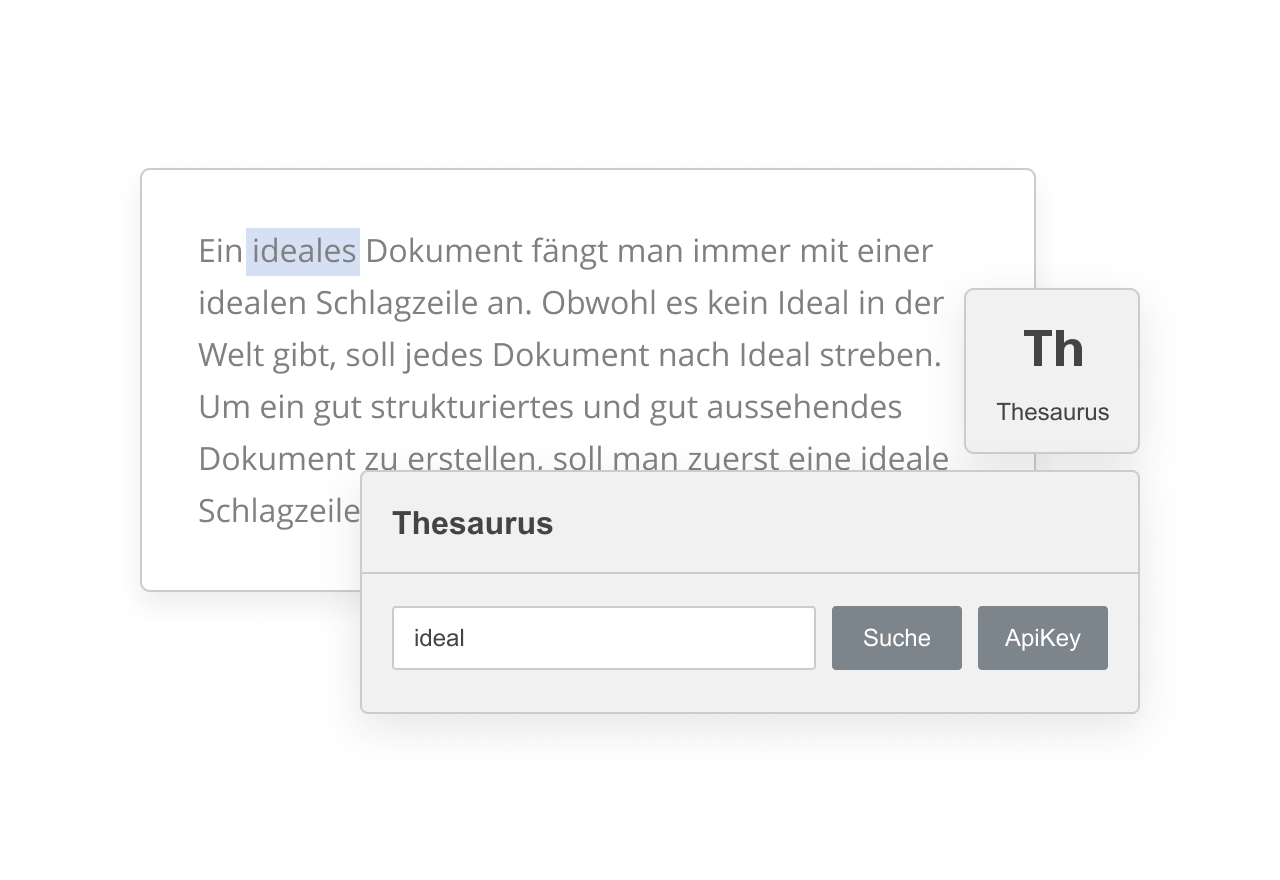 Ein ideales Dokument fängt man immer mit einer
idealen Schlagzeile an. Obwohl es kein Ideal in der
Welt gibt, soll jedes Dokument nach Ideal streben.
Um ein gut strukturiertes und gut aussehendes
Dokument zu erstellen, soll man zuerst eine ideale
Schlagzeile
Th
Thesaurus
Thesaurus
ideal
Suche
ApiKey